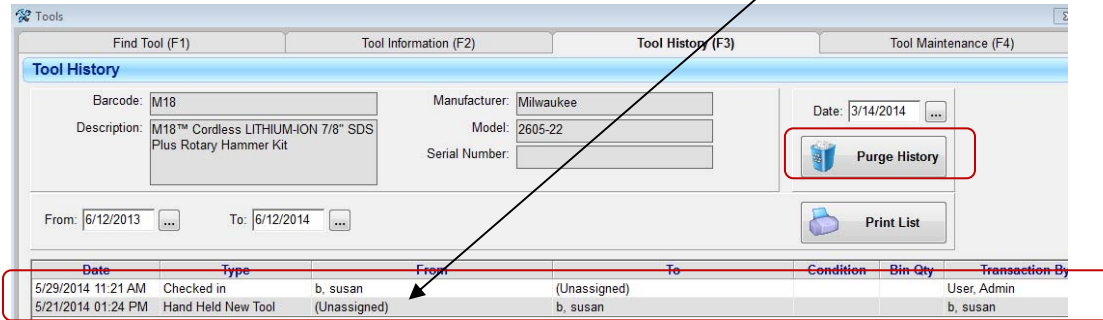 Tools
Find Tool (F1) Tool Information (F2) Tool History (F3) Tool Maintenance (F4)
Tool History
Barcode: M18 Manufacturer: Milwaukee Date: 3/14/2014 ...
Description: M18™ Cordless LITHIUM-ION 7/8" SDS Model: 2605-22
Plus Rotary Hammer Kit Serial Number: Purge History
From: 6/12/2013 ... To: 6/12/2014 ... Print List
Date Type From To Condition Bin Qty Transaction By
5/29/2014 11:21 AM Checked in b, susan (Unassigned) User, Admin
5/21/2014 01:24 PM Hand Held New Tool (Unassigned) b, susan b, susan